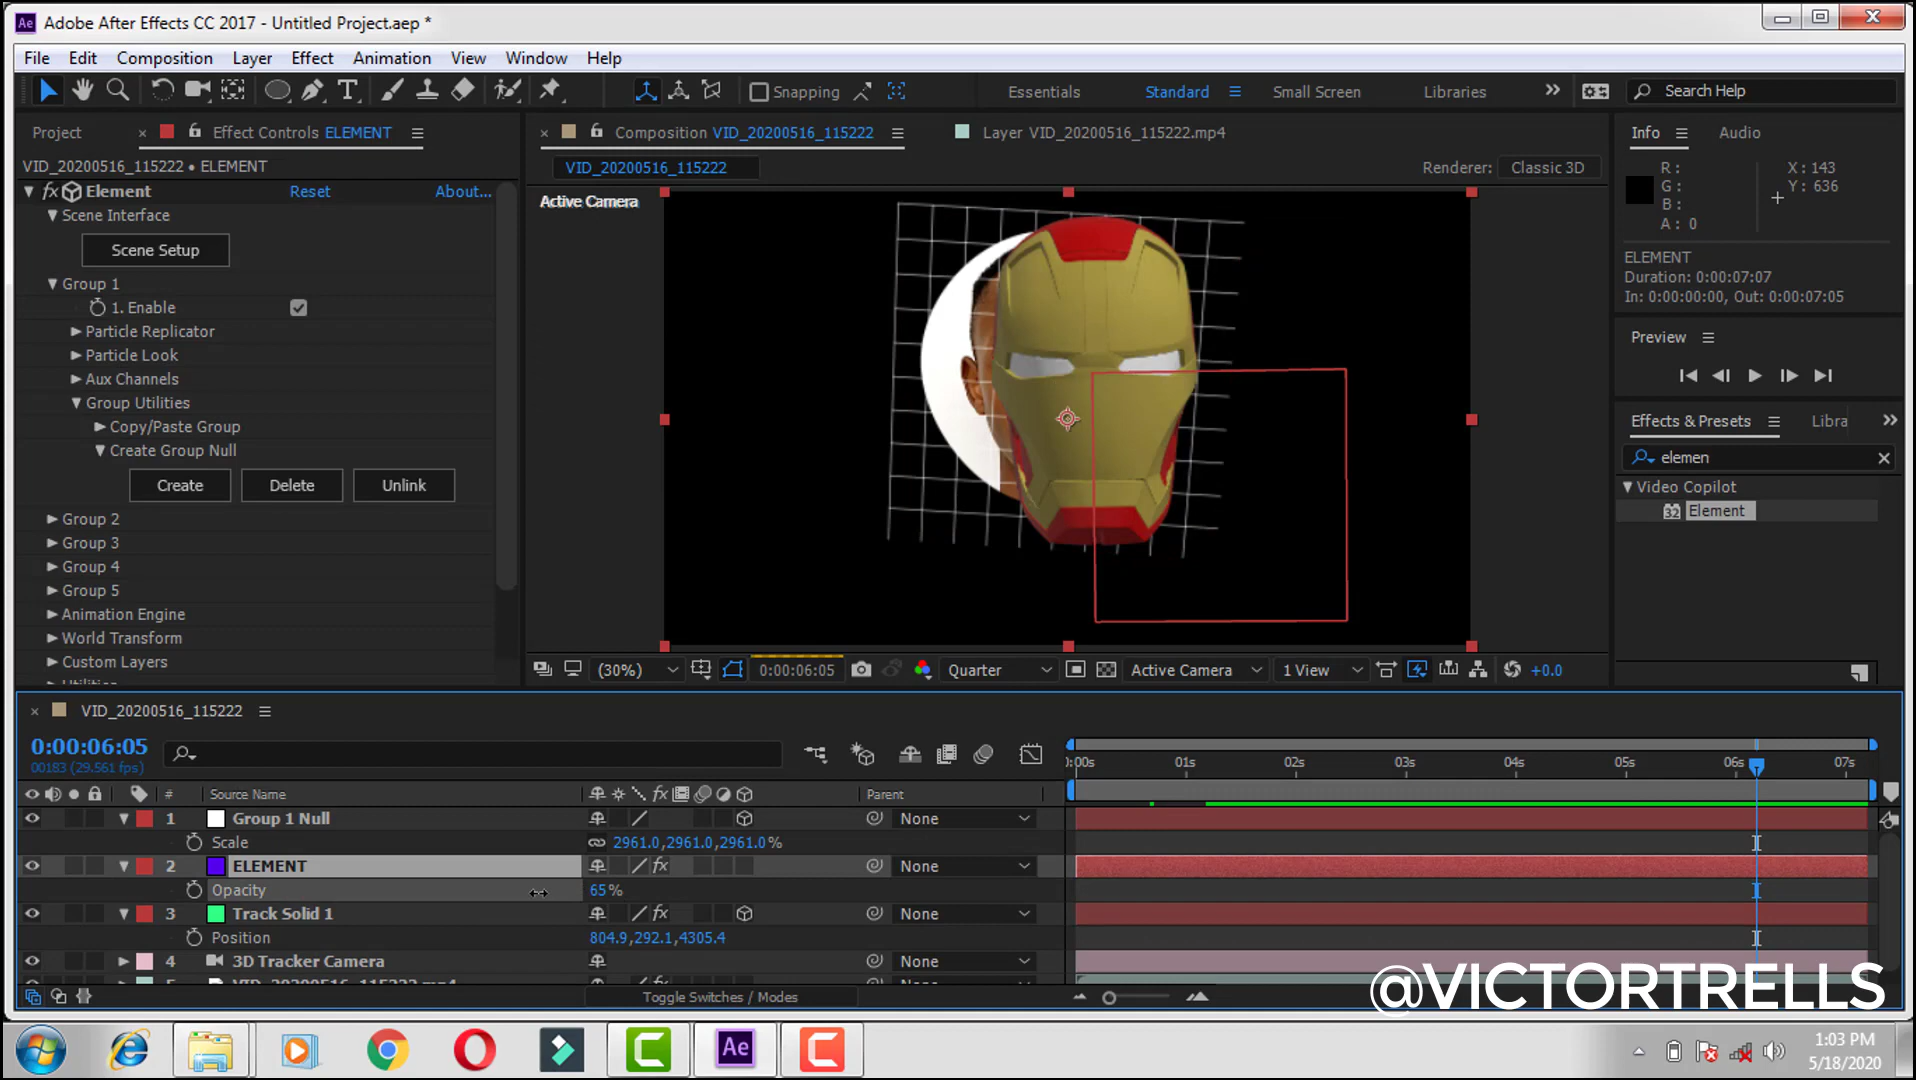 Adobe After Effects CC 2017 - Untitled Project.aep *
File Edit Composition Layer Effect Animation View Window Help
Snapping
Essentials Standard Small Screen Libraries
Search Help
Project
Effect Controls ELEMENT
VID_20200516_115222 • ELEMENT
Element Reset About...
Scene Interface
Scene Setup
Group 1
1. Enable
Particle Replicator
Particle Look
Aux Channels
Group Utilities
Copy/Paste Group
Create Group Null
Create Delete Unlink
Group 2
Group 3
Group 4
Group 5
Animation Engine
World Transform
Custom Layers
Composition VID_20200516_115222
Layer VID_20200516_115222.mp4
VID_20200516_115222
Renderer: Classic 3D
Active Camera
(30%) 0:00:06:05 Quarter Active Camera 1 View +0.0
Info Audio
R : X : 143
G : Y : 636
B :
A : 0
ELEMENT
Duration: 0:00:07:07
In: 0:00:00:00, Out: 0:00:07:05
Preview
Effects & Presets Libra
elemen
Video Copilot
32 Element
VID_20200516_115222
0:00:06:05
00183 (29.561 fps)
:00s 01s 02s 03s 04s 05s 06s 07s
# Source Name Parent
1 Group 1 Null None
Scale 2961.0,2961.0,2961.0%
2 ELEMENT fx None
Opacity 65%
3 Track Solid 1 fx None
Position 804.9,292.1,4305.4
4 3D Tracker Camera None
5 VID_20200516_115222.mp4
Toggle Switches / Modes
@VICTORTRELLS
Ae
1:03 PM
5/18/2020